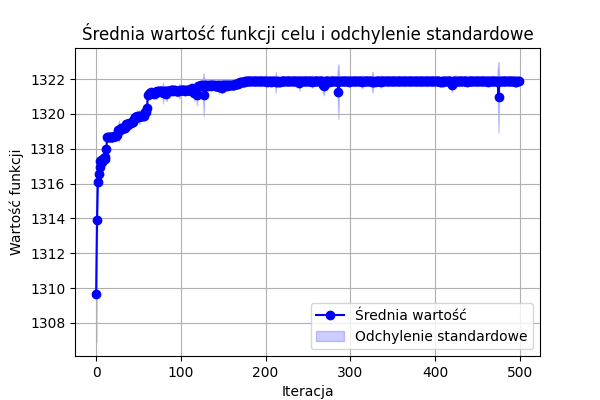 Średnia wartość funkcji celu i odchylenie standardowe
Wartość funkcji
1322
1320
1318
1316
1314
1312
1310
1308
0 100 200 300 400 500
Iteracja
Średnia wartość
Odchylenie standardowe